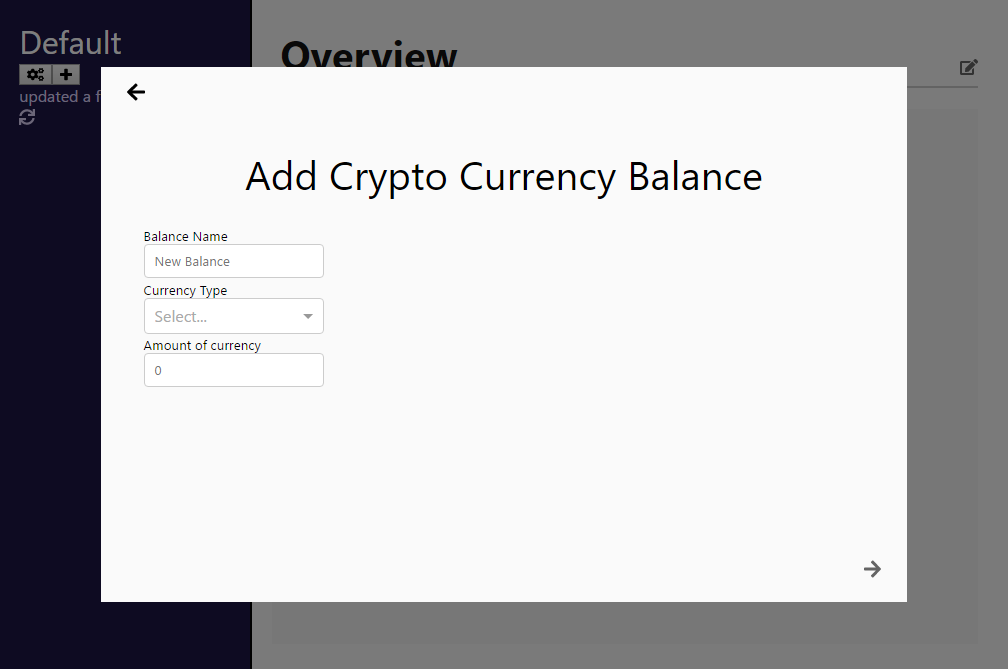 Default
Overview
updated a f
Add Crypto Currency Balance
Balance Name
New Balance
Currency Type
Select...
Amount of currency
0